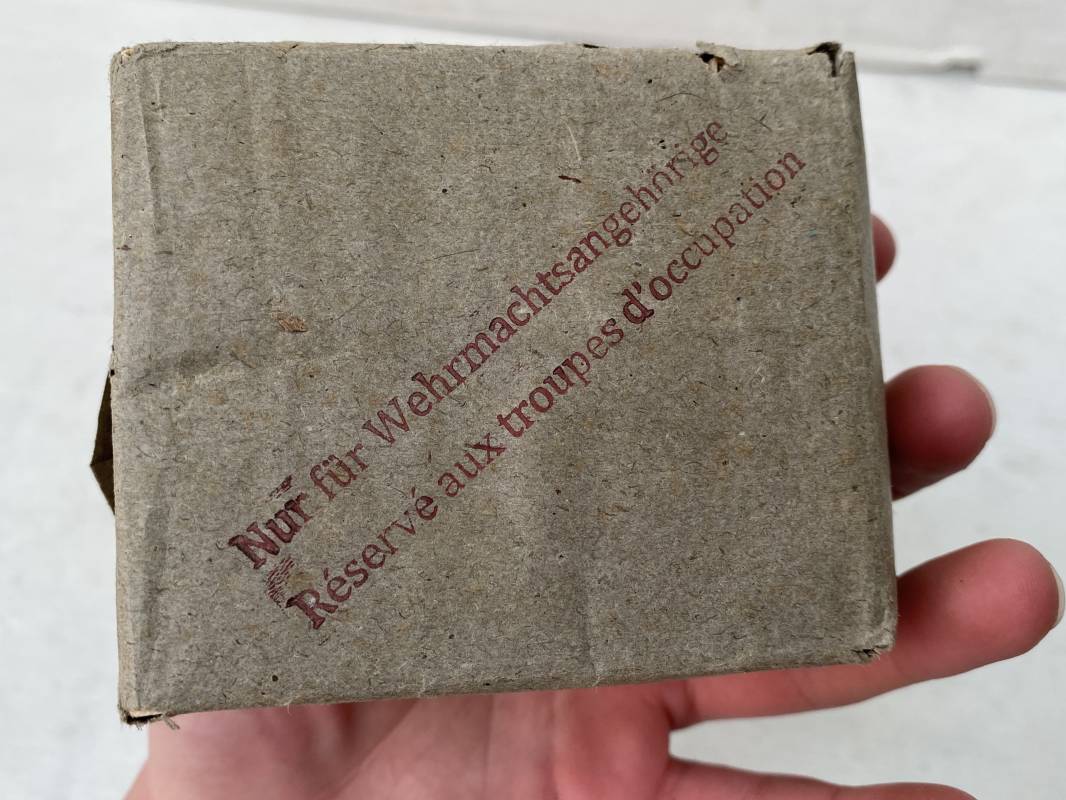 Nur für Wehrmachtsangehörige
Réservé aux troupes d'occupation